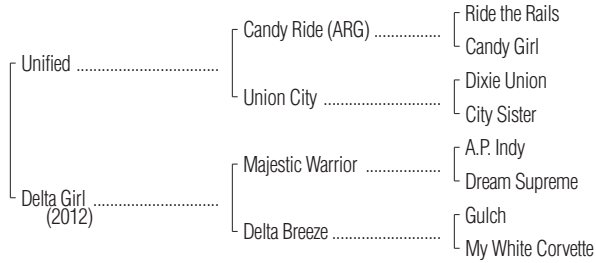 Ride the Rails
Candy Ride (ARG) ................
Candy Girl
Unified ..................................
Dixie Union
Union City ............................
City Sister
A.P. Indy
Majestic Warrior ..................
Dream Supreme
Delta Girl ..............................
(2012)
Gulch
Delta Breeze ..........................
My White Corvette